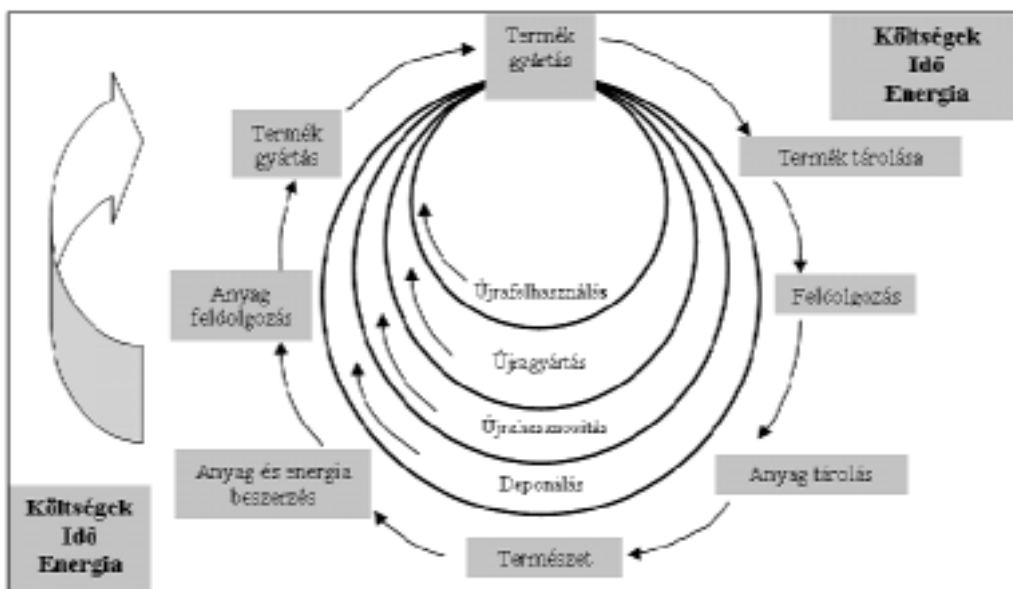 Termék
gyártás
Költségek
Idő
Energia
Termék
gyártás
Termék tárolása
Anyag
feldolgozás
Feldolgozás
Újrafelhasználás
Újragyártás
Újrahasznosítás
Deponálás
Anyag és energia
beszerzés
Anyag tárolás
Természet
Költségek
Idő
Energia